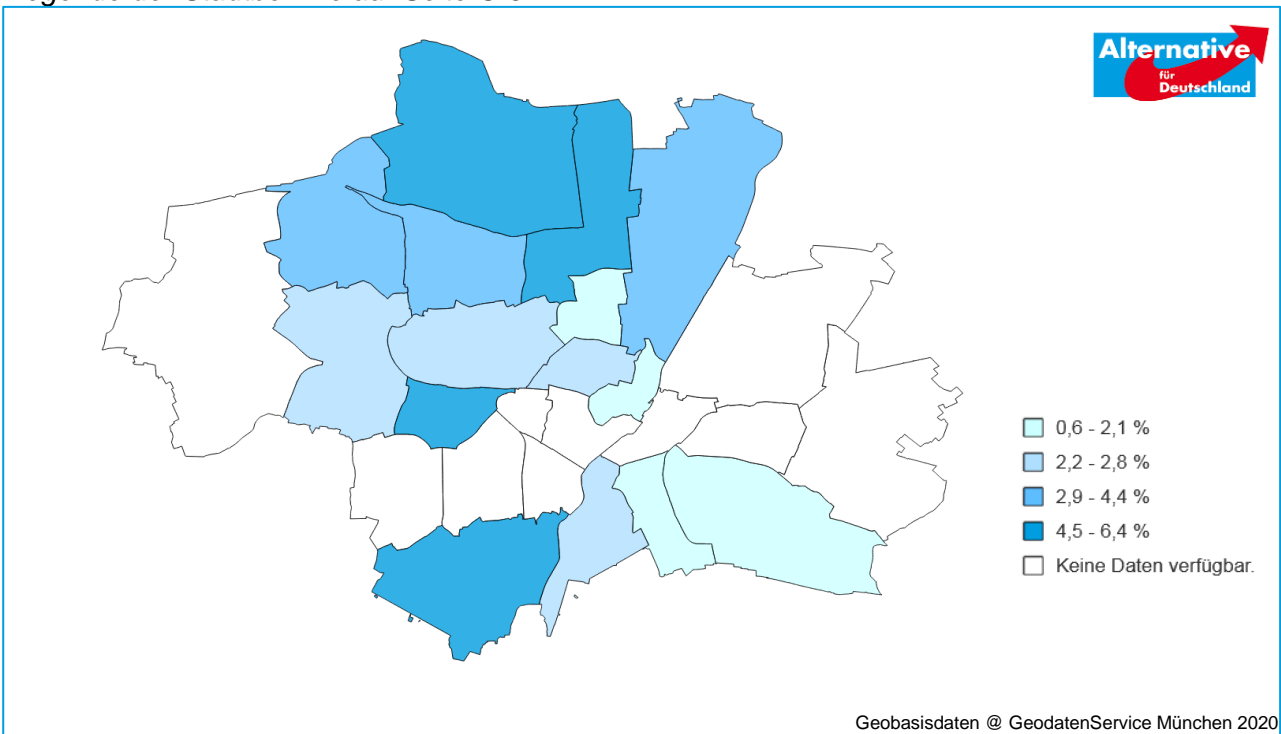 Alternative
für
Deutschland
0,6 - 2,1 %
2,2 - 2,8 %
2,9 - 4,4 %
4,5 - 6,4 %
Keine Daten verfügbar.
Geobasisdaten @ GeodatenService München 2020